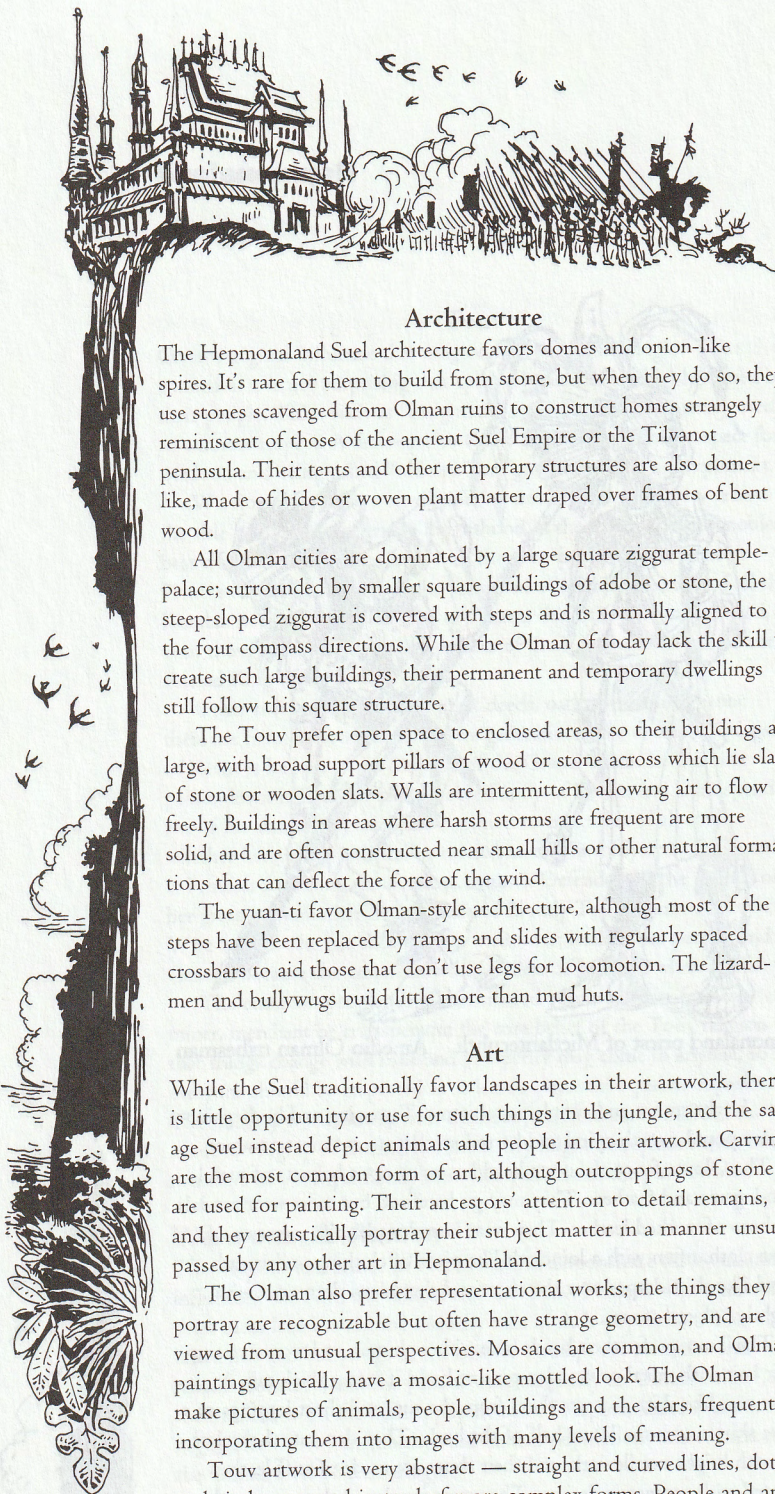 Architecture
The Hepmonaland Suel architecture favors domes and onion-like
spires. It's rare for them to build from stone, but when they do so, they
use stones scavenged from Olman ruins to construct homes strangely
reminiscent of those of the ancient Suel Empire or the Tilvanot
peninsula. Their tents and other temporary structures are also dome-
like, made of hides or woven plant matter draped over frames of bent
wood.
All Olman cities are dominated by a large square ziggurat temple-
palace; surrounded by smaller square buildings of adobe or stone, the
steep-sloped ziggurat is covered with steps and is normally aligned to
the four compass directions. While the Olman of today lack the skill
create such large buildings, their permanent and temporary dwellings
still follow this square structure.
The Touv prefer open space to enclosed areas, so their buildings a
large, with broad support pillars of wood or stone across which lie sla
of stone or wooden slats. Walls are intermittent, allowing air to flow
freely. Buildings in areas where harsh storms are frequent are more
solid, and are often constructed near small hills or other natural forma
tions that can deflect the force of the wind.
The yuan-ti favor Olman-style architecture, although most of the
steps have been replaced by ramps and slides with regularly spaced
crossbars to aid those that don't use legs for locomotion. The lizard-
men and bullywugs build little more than mud huts.
Art
While the Suel traditionally favor landscapes in their artwork, ther
is little opportunity or use for such things in the jungle, and the sa
age Suel instead depict animals and people in their artwork. Carvin
are the most common form of art, although outcroppings of stone
are used for painting. Their ancestors' attention to detail remains,
and they realistically portray their subject matter in a manner unsu
passed by any other art in Hepmonaland.
The Olman also prefer representational works; the things they
portray are recognizable but often have strange geometry, and are
viewed from unusual perspectives. Mosaics are common, and Olma
paintings typically have a mosaic-like mottled look. The Olman
make pictures of animals, people, buildings and the stars, frequent
incorporating them into images with many levels of meaning.
Touv artwork is very abstract — straight and curved lines, dot